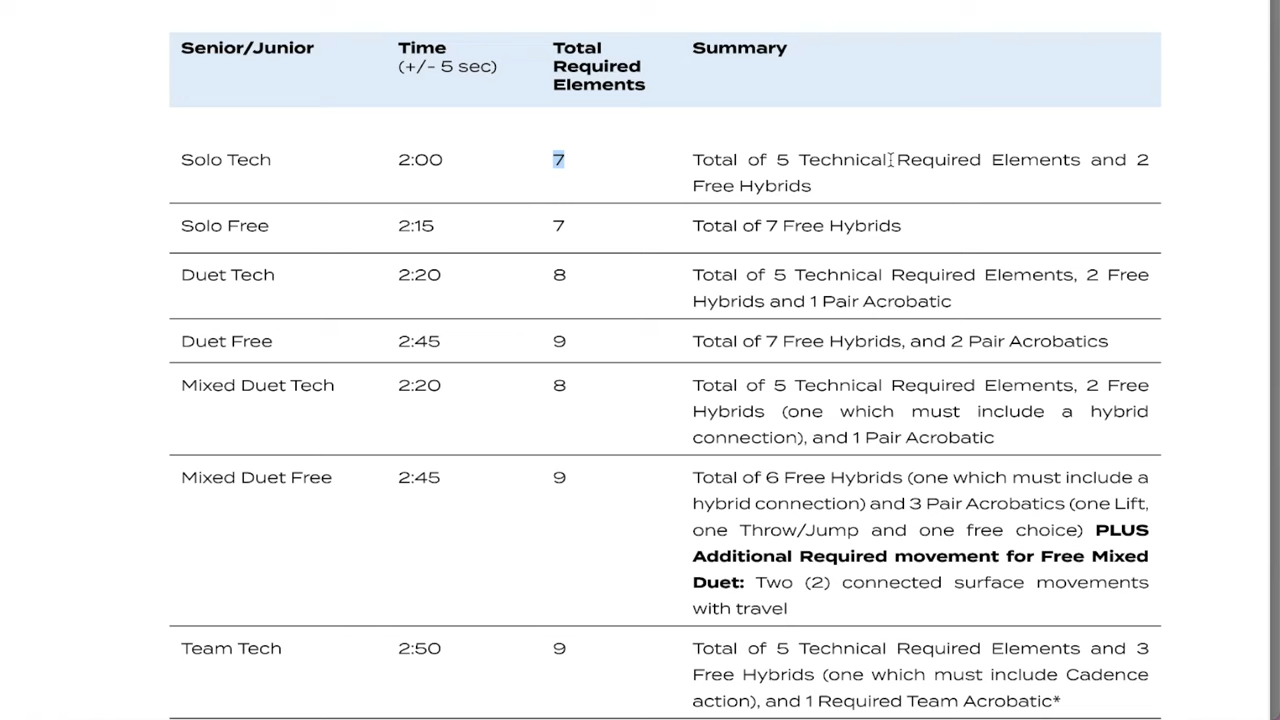 Senior/Junior Time Total Summary
(+/- 5 sec) Required
Elements
Solo Tech 2:00 7 Total of 5 Technical Required Elements and 2
Free Hybrids
Solo Free 2:15 7 Total of 7 Free Hybrids
Duet Tech 2:20 8 Total of 5 Technical Required Elements, 2 Free
Hybrids and 1 Pair Acrobatic
Duet Free 2:45 9 Total of 7 Free Hybrids, and 2 Pair Acrobatics
Mixed Duet Tech 2:20 8 Total of 5 Technical Required Elements, 2 Free
Hybrids (one which must include a hybrid
connection), and 1 Pair Acrobatic
Mixed Duet Free 2:45 9 Total of 6 Free Hybrids (one which must include a
hybrid connection) and 3 Pair Acrobatics (one Lift,
one Throw/Jump and one free choice) PLUS
Additional Required movement for Free Mixed
Duet: Two (2) connected surface movements
with travel
Team Tech 2:50 9 Total of 5 Technical Required Elements and 3
Free Hybrids (one which must include Cadence
action), and 1 Required Team Acrobatic*